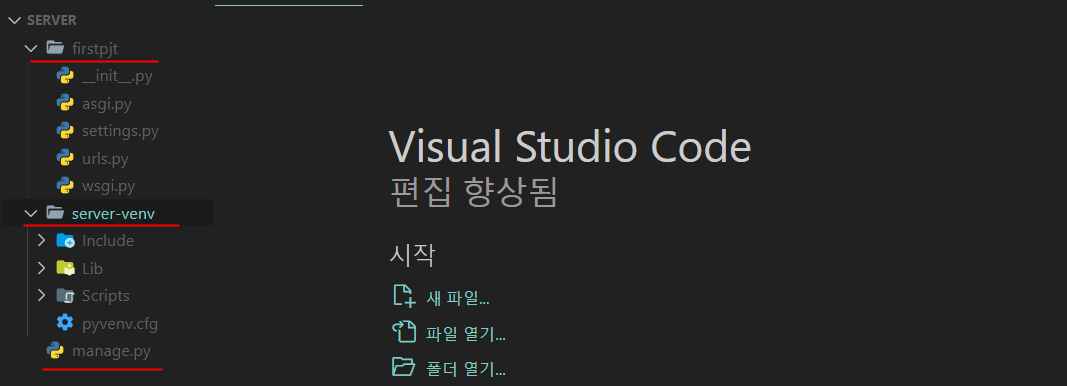 SERVER
firstpjt
__init__.py
asgi.py
settings.py
urls.py
wsgi.py
server-venv
Include
Lib
Scripts
pyvenv.cfg
manage.py
Visual Studio Code
편집 향상됨
시작
새 파일...
파일 열기...
폴더 열기...